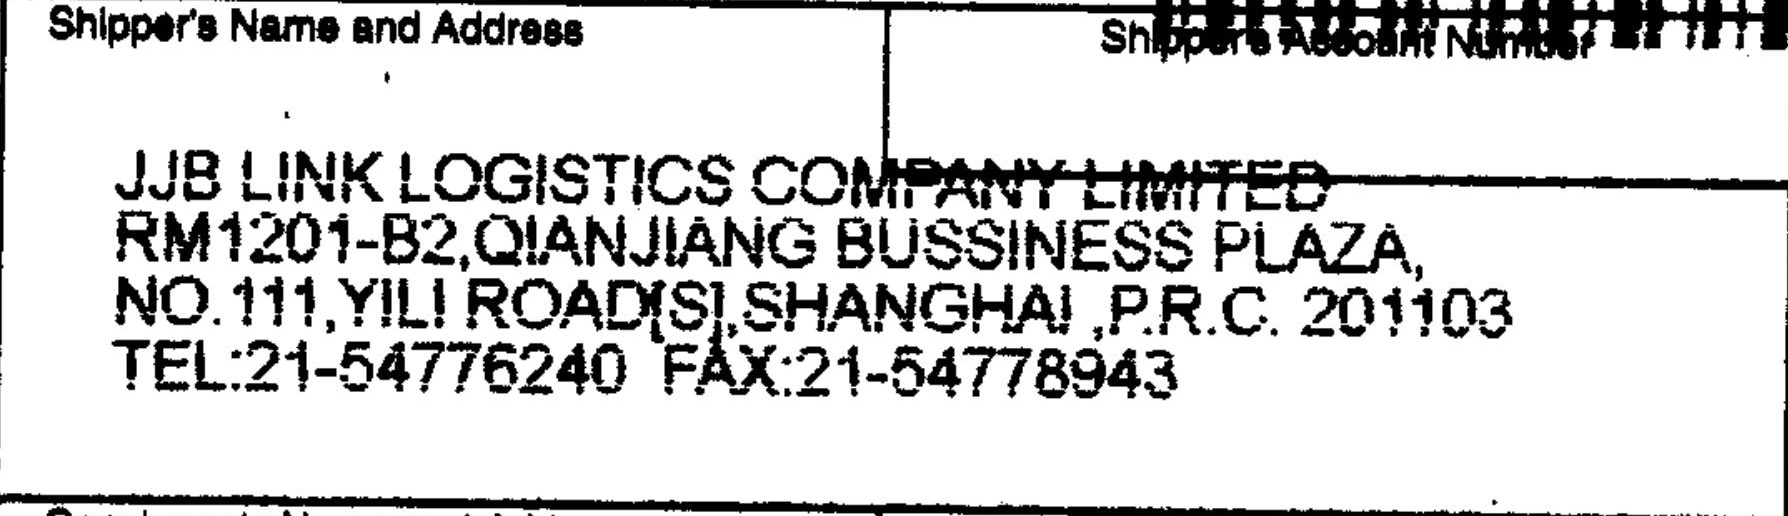 Shipper's Name and Address
Shipper's Account Number
JJB LINK LOGISTICS COMPANY LIMITED
RM1201-B2,QIANJIANG BUSSINESS PLAZA,
NO.111,YILI ROAD[S],SHANGHAI ,P.R.C. 201103
TEL:21-54776240 FAX:21-54778943